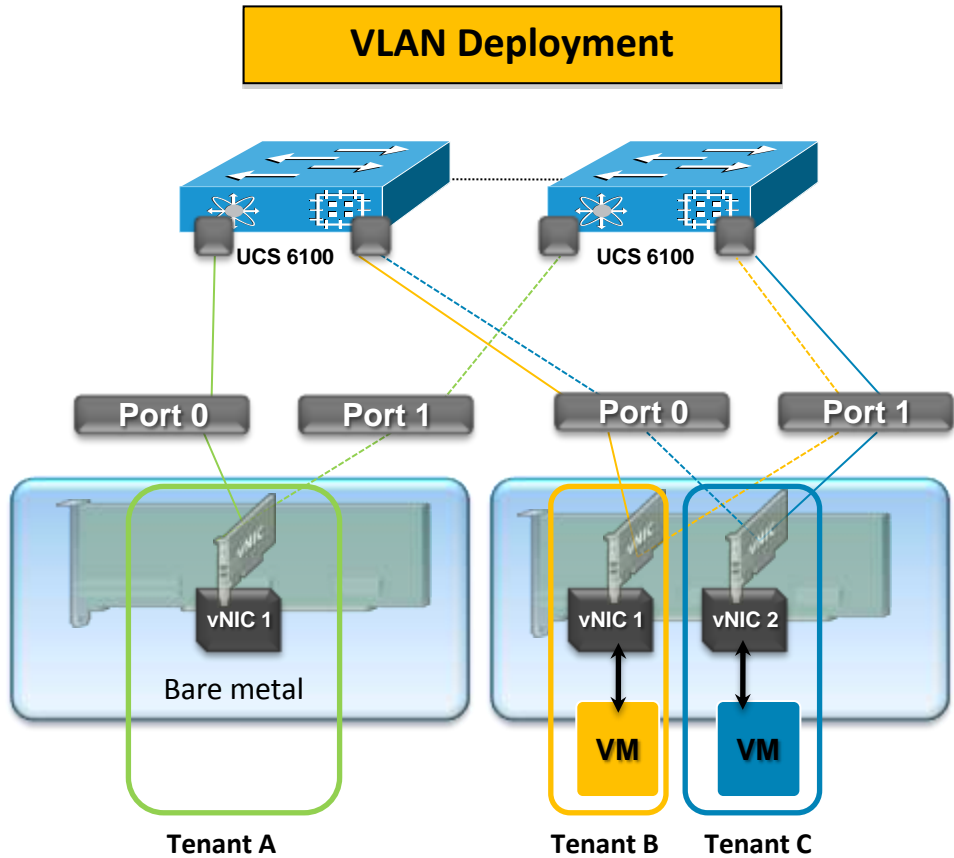 VLAN Deployment
UCS 6100
UCS 6100
Port 0
Port 1
Port 0
Port 1
vNIC
vNIC
vNIC
vNIC 1
vNIC 1
vNIC 2
Bare metal
VM
VM
Tenant A
Tenant B
Tenant C